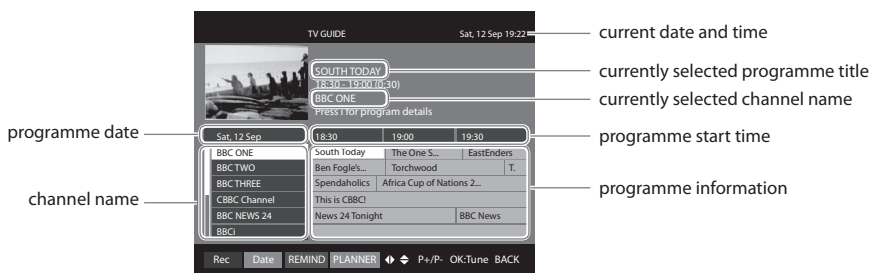 TV GUIDE Sat, 12 Sep 19:22
current date and time
SOUTH TODAY
currently selected programme title
18:30 - 19:00 (0:30)
BBC ONE
currently selected channel name
Press i for program details
programme date
Sat, 12 Sep 18:30 19:00 19:30
programme start time
BBC ONE South Today The One S... EastEnders
BBC TWO Ben Fogle's... Torchwood T.
BBC THREE Spendaholics Africa Cup of Nations 2...
programme information
channel name
CBBC Channel This is CBBC!
BBC NEWS 24 News 24 Tonight BBC News
BBCi
Rec Date REMIND PLANNER P+/P- OK:Tune BACK